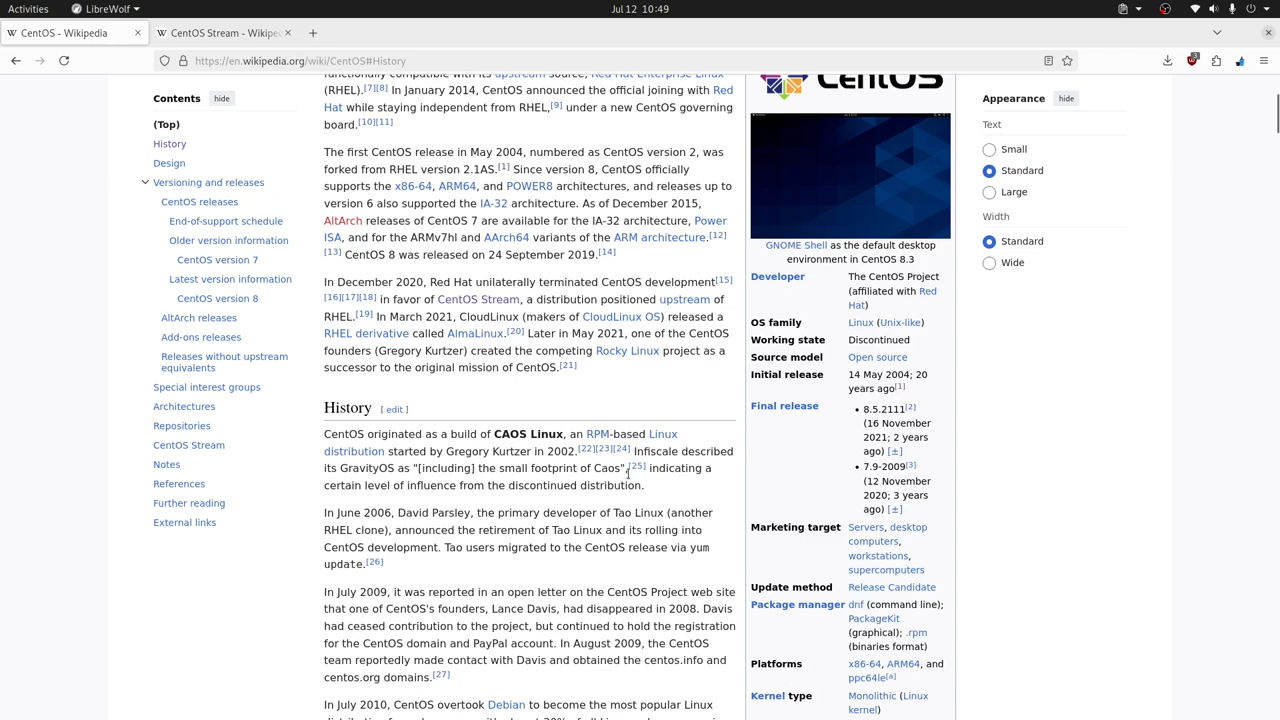 Activities
LibreWolf
Jul 12 10:49
CentOS - Wikipedia
CentOS Stream - Wikipe
https://en.wikipedia.org/wiki/CentOS#History
3
Contents hide
(Top)
History
Design
Versioning and releases
CentOS releases
End-of-support schedule
Older version information
CentOS version 7
Latest version information
CentOS version 8
AltArch releases
Add-ons releases
Releases without upstream
equivalents
Special interest groups
Architectures
Repositories
CentOS Stream
Notes
References
Further reading
External links
functionally compatible with its upstream source, Red Hat Enterprise Linux
(RHEL).[7][8] In January 2014, CentOS announced the official joining with Red
Hat while staying independent from RHEL,[9] under a new CentOS governing
board.[10][11]
The first CentOS release in May 2004, numbered as CentOS version 2, was
forked from RHEL version 2.1AS.[1] Since version 8, CentOS officially
supports the x86-64, ARM64, and POWER8 architectures, and releases up to
version 6 also supported the IA-32 architecture. As of December 2015,
AltArch releases of CentOS 7 are available for the IA-32 architecture, Power
ISA, and for the ARMv7hl and AArch64 variants of the ARM architecture.[12]
[13] CentOS 8 was released on 24 September 2019.[14]
In December 2020, Red Hat unilaterally terminated CentOS development[15]
[16][17][18] in favor of CentOS Stream, a distribution positioned upstream of
RHEL.[19] In March 2021, CloudLinux (makers of CloudLinux OS) released a
RHEL derivative called AlmaLinux.[20] Later in May 2021, one of the CentOS
founders (Gregory Kurtzer) created the competing Rocky Linux project as a
successor to the original mission of CentOS.[21]
History [ edit ]
CentOS originated as a build of CAOS Linux, an RPM-based Linux
distribution started by Gregory Kurtzer in 2002.[22][23][24] Infiscale described
its GravityOS as "[including] the small footprint of Caos",[25] indicating a
certain level of influence from the discontinued distribution.
In June 2006, David Parsley, the primary developer of Tao Linux (another
RHEL clone), announced the retirement of Tao Linux and its rolling into
CentOS development. Tao users migrated to the CentOS release via yum
update.[26]
In July 2009, it was reported in an open letter on the CentOS Project web site
that one of CentOS's founders, Lance Davis, had disappeared in 2008. Davis
had ceased contribution to the project, but continued to hold the registration
for the CentOS domain and PayPal account. In August 2009, the CentOS
team reportedly made contact with Davis and obtained the centos.info and
centos.org domains.[27]
In July 2010, CentOS overtook Debian to become the most popular Linux
CentOS
GNOME Shell as the default desktop
environment in CentOS 8.3
Developer The CentOS Project
(affiliated with Red
Hat)
OS family Linux (Unix-like)
Working state Discontinued
Source model Open source
Initial release 14 May 2004; 20
years ago[1]
Final release • 8.5.2111[2]
(16 November
2021; 2 years
ago) [±]
• 7.9-2009[3]
(12 November
2020; 3 years
ago) [±]
Marketing target Servers, desktop
computers,
workstations,
supercomputers
Update method Release Candidate
Package manager dnf (command line);
PackageKit
(graphical); .rpm
(binaries format)
Platforms x86-64, ARM64, and
ppc64le[a]
Kernel type Monolithic (Linux
kernel)
Appearance hide
Text
Small
Standard
Large
Width
Standard
Wide